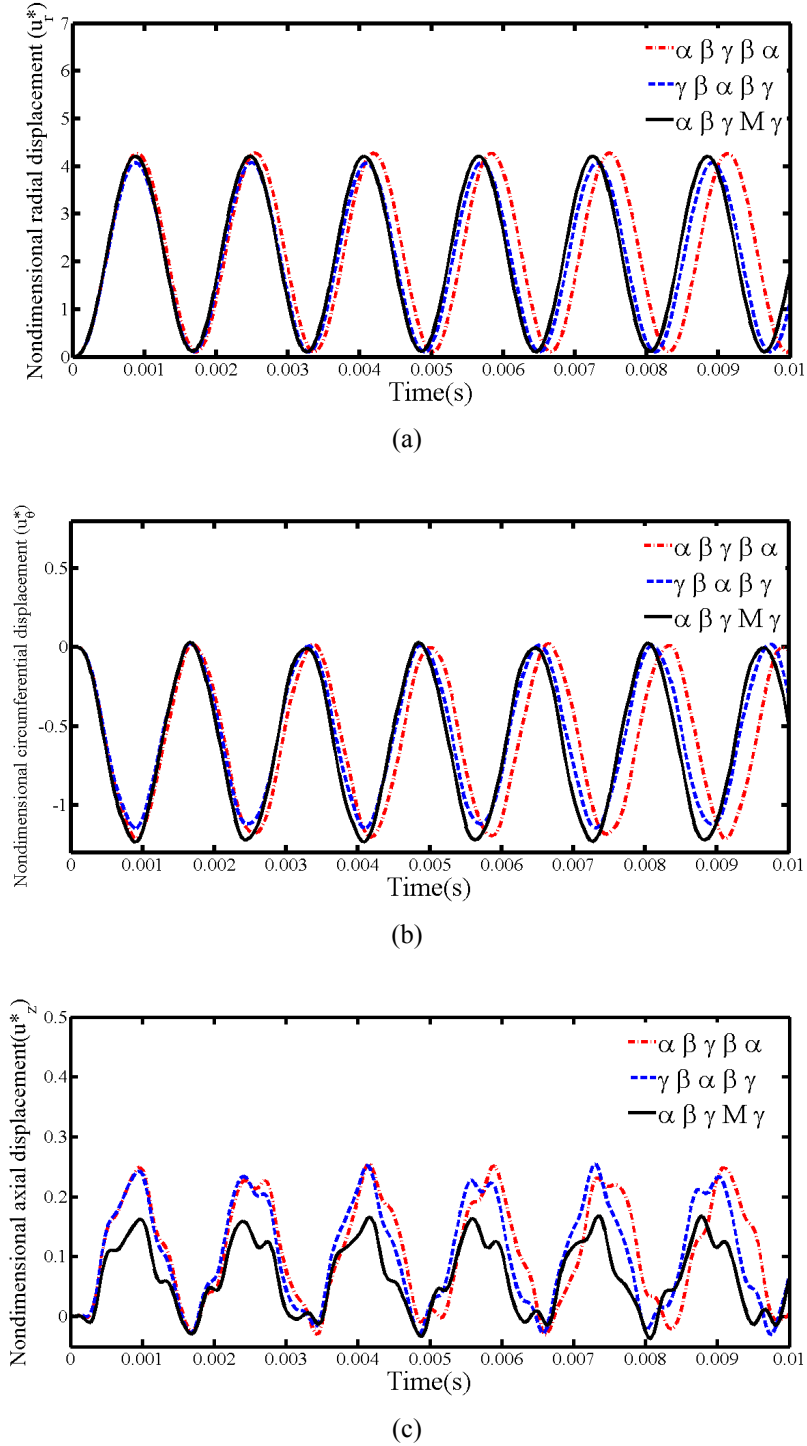 Nondimensional radial displacement (u*r)
7
6
5
4
3
2
1
0
α β γ β α
γ β α β γ
α β γ M γ
0 0.001 0.002 0.003 0.004 0.005 0.006 0.007 0.008 0.009 0.01
Time(s)
(a)
Nondimensional circumferential displacement (u*θ)
0.5
0
-0.5
-1
α β γ β α
γ β α β γ
α β γ M γ
0 0.001 0.002 0.003 0.004 0.005 0.006 0.007 0.008 0.009 0.01
Time(s)
(b)
Nondimensional axial displacement(u*z)
0.5
0.4
0.3
0.2
0.1
0
α β γ β α
γ β α β γ
α β γ M γ
0 0.001 0.002 0.003 0.004 0.005 0.006 0.007 0.008 0.009 0.01
Time(s)
(c)